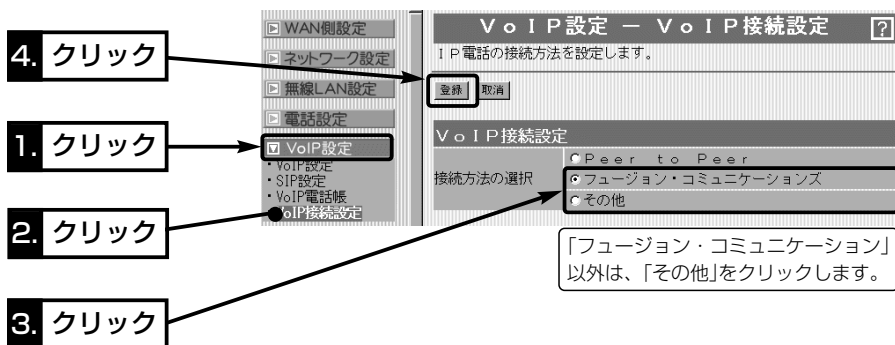 4. クリック
1. クリック
2. クリック
3. クリック
WAN側設定
ネットワーク設定
無線LAN設定
電話設定
VoIP設定
・VoIP設定
・SIP設定
・VoIP電話帳
VoIP接続設定
VoIP設定 － VoIP接続設定 ?
IP電話の接続方法を設定します。
登録 取消
VoIP接続設定
接続方法の選択
Peer to Peer
フュージョン・コミュニケーションズ
その他
「フュージョン・コミュニケーション」
以外は、「その他」をクリックします。